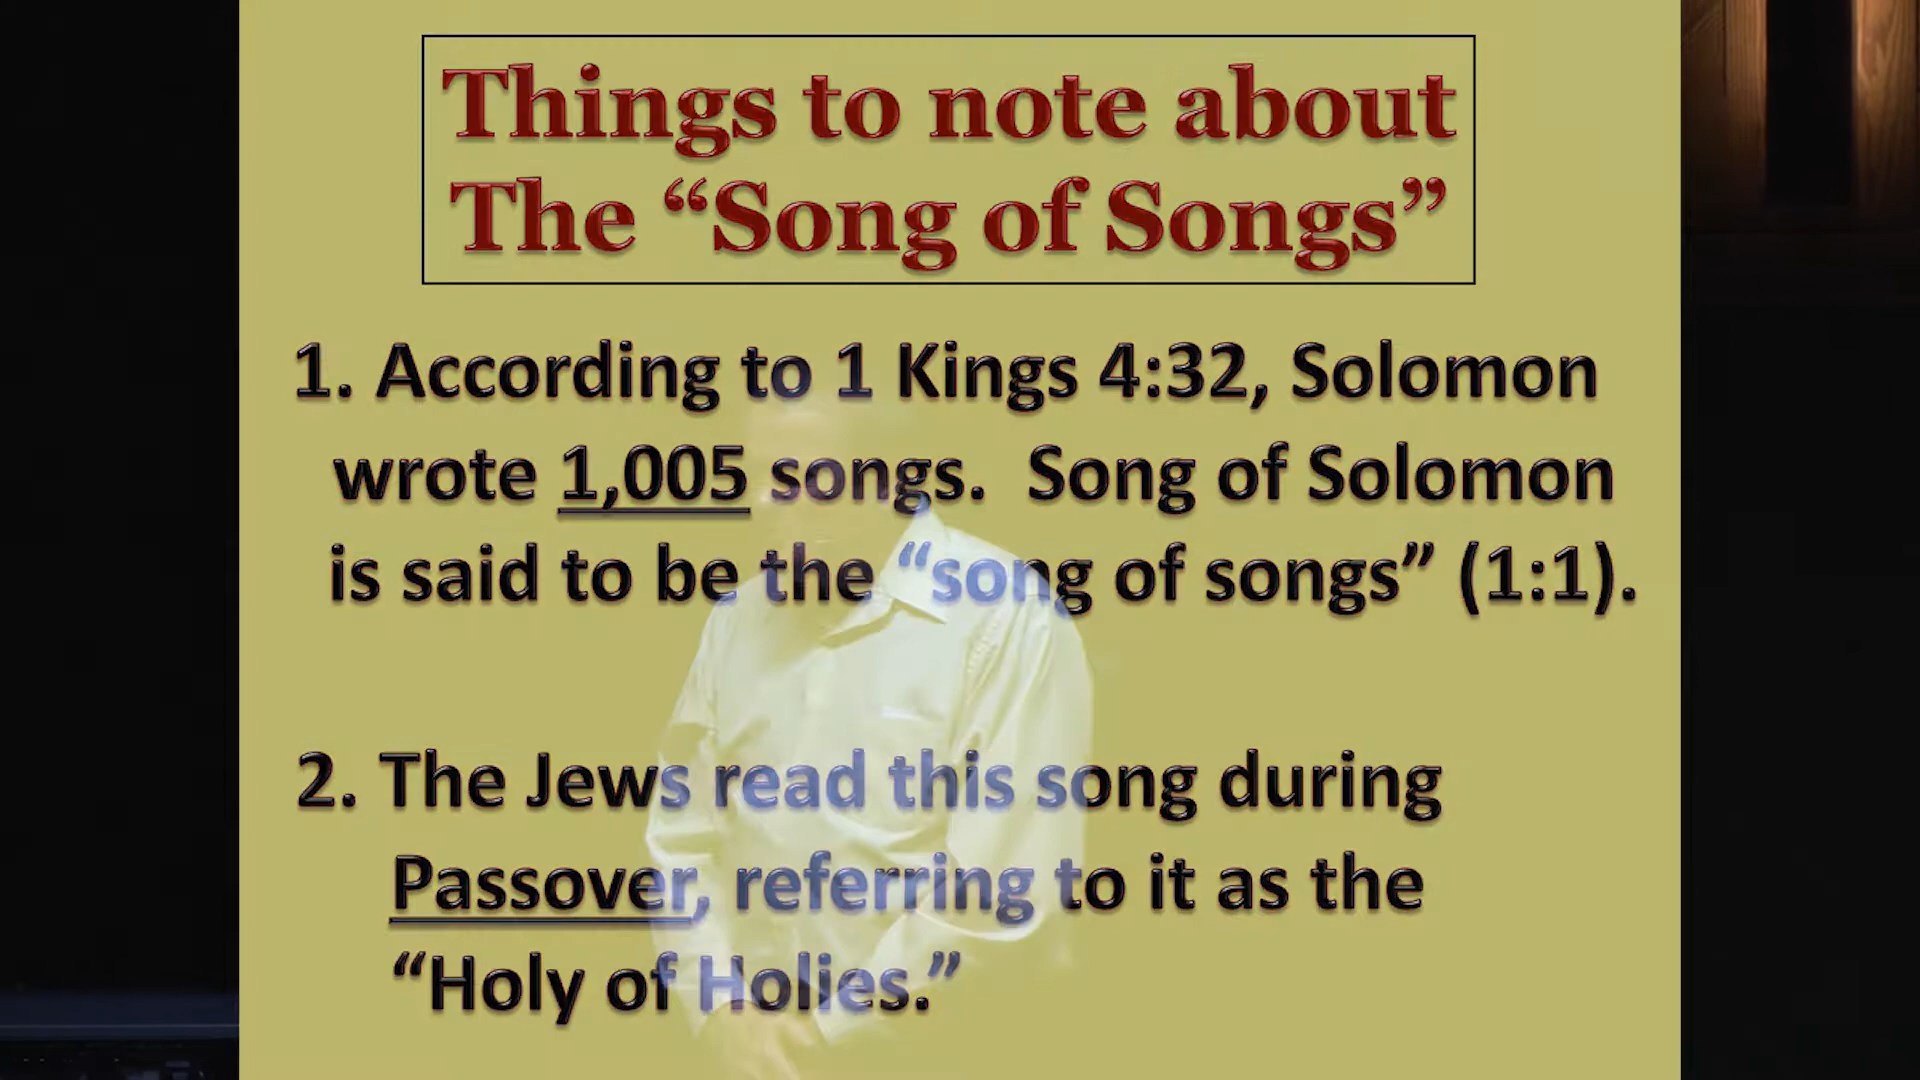 Things to note about
The “Song of Songs”
1. According to 1 Kings 4:32, Solomon
wrote 1,005 songs.  Song of Solomon
is said to be the “song of songs” (1:1).
2. The Jews read this song during
Passover, referring to it as the
“Holy of Holies.”